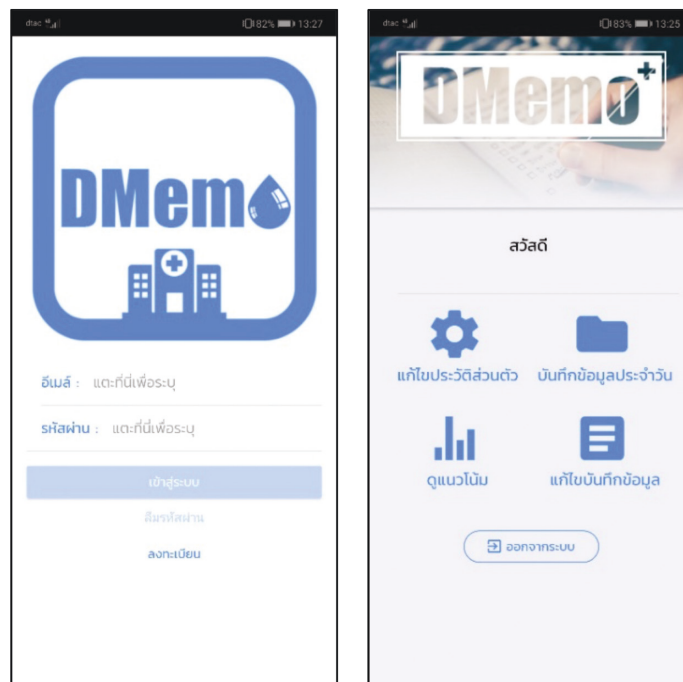 dtac 82% 13:27
DMemo
อีเมล์ : แตะที่นี่เพื่อระบุ
รหัสผ่าน : แตะที่นี่เพื่อระบุ
เข้าสู่ระบบ
ลืมรหัสผ่าน
ลงทะเบียน
dtac 83% 13:25
DMemo+
สวัสดี
แก้ไขประวัติส่วนตัว บันทึกข้อมูลประจำวัน
ดูแนวโน้ม แก้ไขบันทึกข้อมูล
ออกจากระบบ